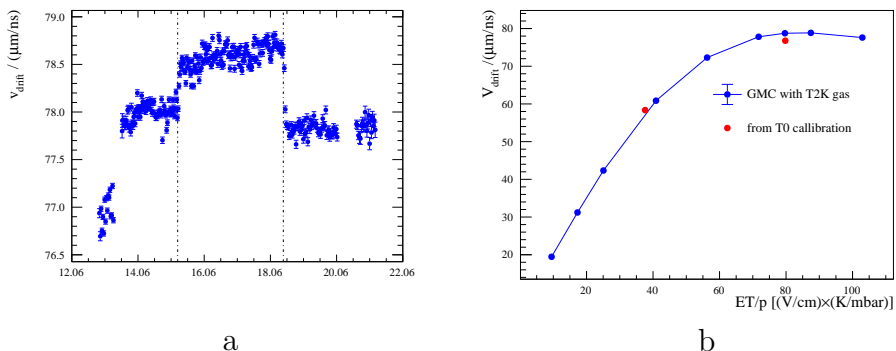 v_drift / (μm/ns)
79.0
78.5
78.0
77.5
77.0
76.5
12.06 14.06 16.06 18.06 20.06 22.06
a
V_drift / (μm/ns)
80
70
60
50
40
30
20
GMC with T2K gas
from T0 callibration
20 40 60 80 100
ET/p [(V/cm)×(K/mbar)]
b